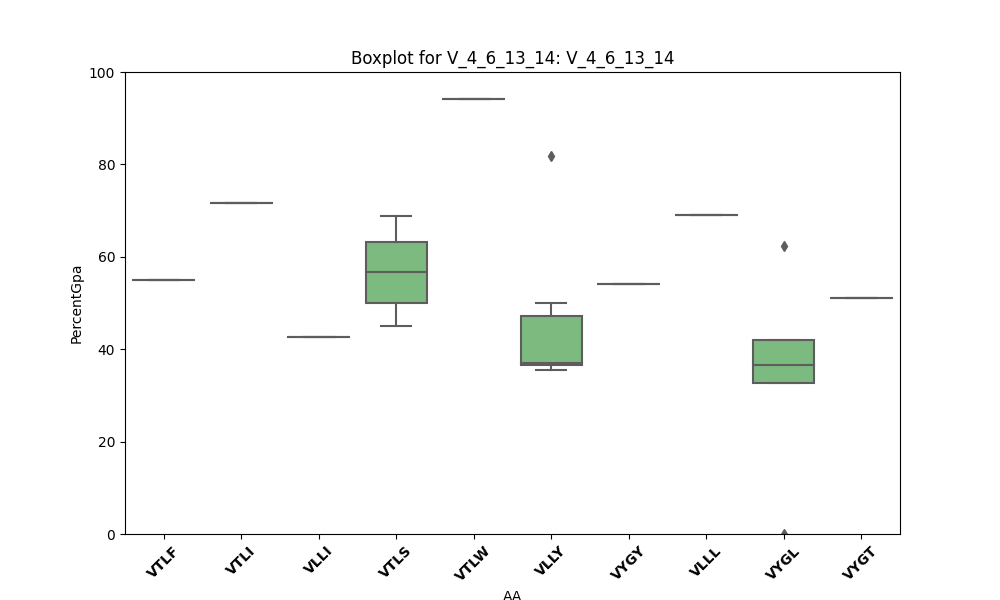 Boxplot for V_4_6_13_14: V_4_6_13_14
100
80
60
40
20
0
PercentGpa
VTLF
VTLI
VLLI
VTLS
VTLW
VLLY
VYGY
VLLL
VYGL
VYGT
AA